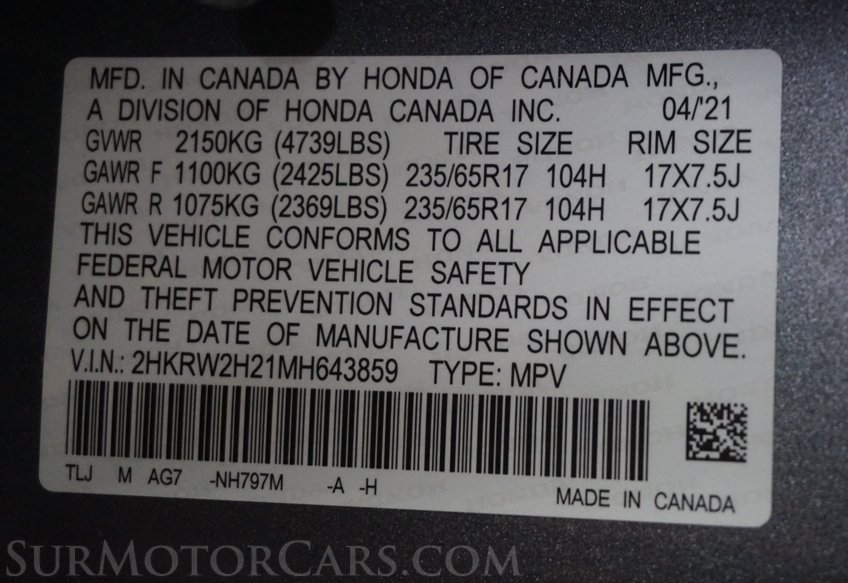 MFD. IN CANADA BY HONDA OF CANADA MFG.,
A DIVISION OF HONDA CANADA INC. 04/'21
GVWR 2150KG (4739LBS) TIRE SIZE RIM SIZE
GAWR F 1100KG (2425LBS) 235/65R17 104H 17X7.5J
GAWR R 1075KG (2369LBS) 235/65R17 104H 17X7.5J
THIS VEHICLE CONFORMS TO ALL APPLICABLE
FEDERAL MOTOR VEHICLE SAFETY
AND THEFT PREVENTION STANDARDS IN EFFECT
ON THE DATE OF MANUFACTURE SHOWN ABOVE.
V.I.N.: 2HKRW2H21MH643859 TYPE: MPV
TLJ M AG7 -NH797M -A -H
MADE IN CANADA
SURMOTORCARS.COM